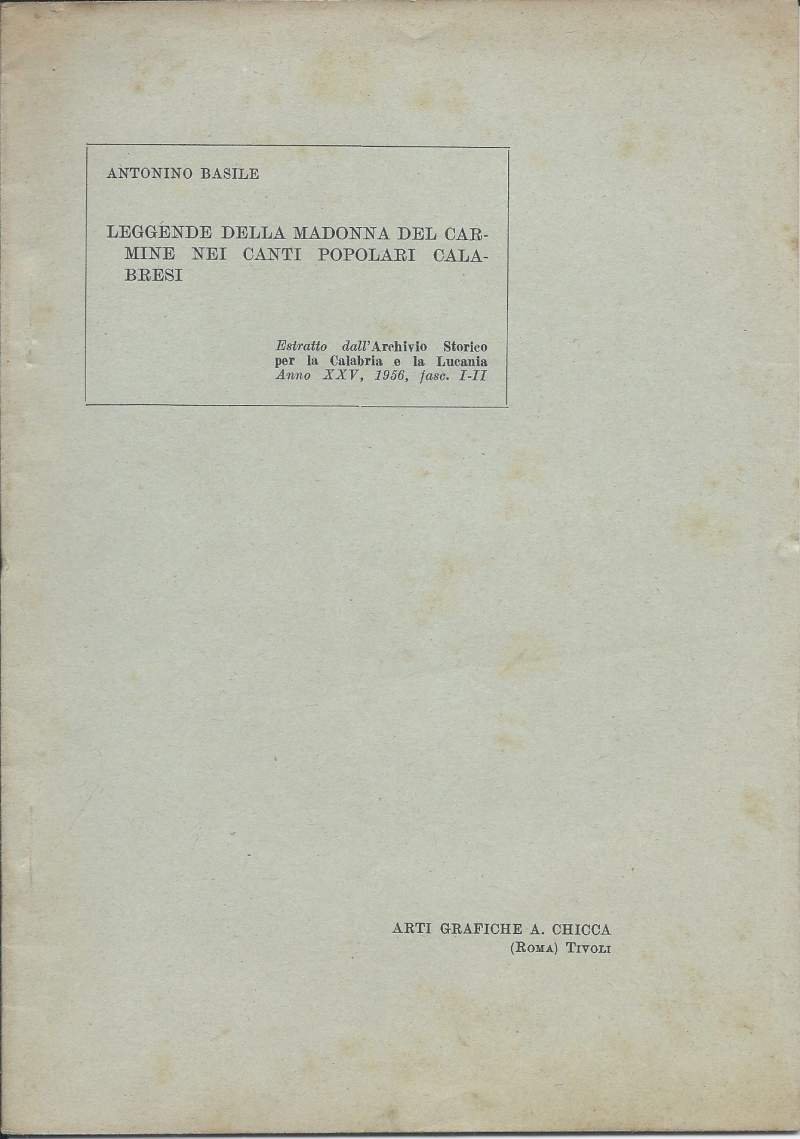 ANTONINO BASILE
LEGGENDE DELLA MADONNA DEL CAR-
MINE NEI CANTI POPOLARI CALA-
BRESI
Estratto dall'Archivio Storico
per la Calabria e la Lucania
Anno XXV, 1956, fasc. I-II
ARTI GRAFICHE A. CHICCA
(ROMA) TIVOLI